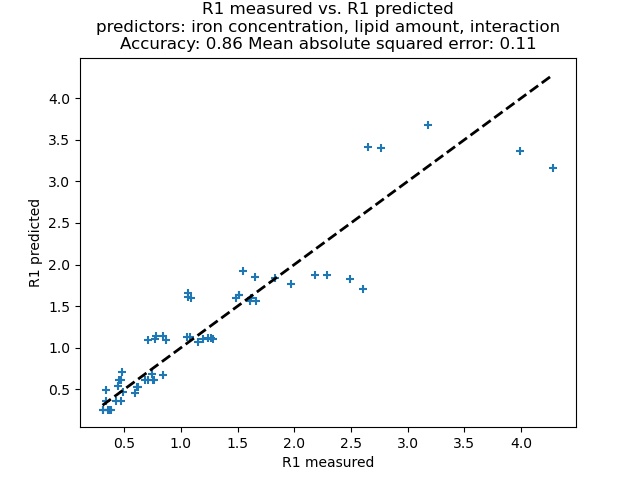 R1 measured vs. R1 predicted
predictors: iron concentration, lipid amount, interaction
Accuracy: 0.86 Mean absolute squared error: 0.11
4.0
3.5
3.0
2.5
2.0
1.5
1.0
0.5
R1 predicted
0.5 1.0 1.5 2.0 2.5 3.0 3.5 4.0
R1 measured